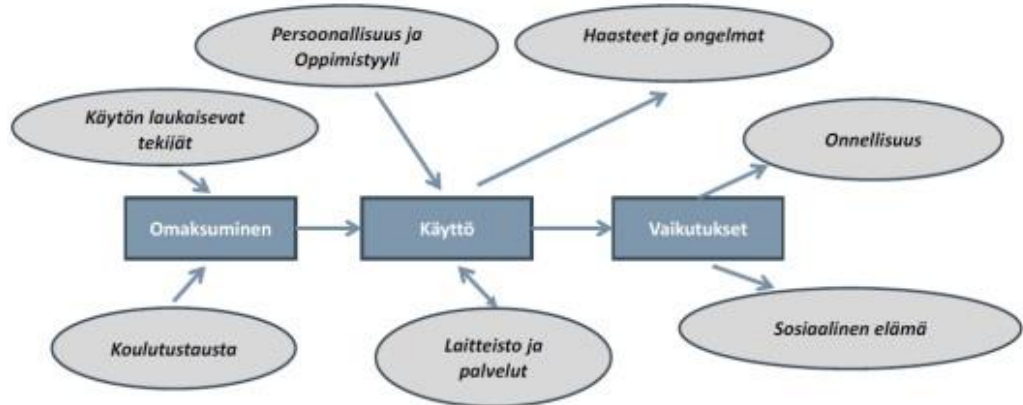 Persoonallisuus ja
Oppimistyyli
Haasteet ja ongelmat
Käytön laukaisevat
tekijät
Onnellisuus
Omaksuminen
Käyttö
Vaikutukset
Koulutustausta
Laitteisto ja
palvelut
Sosiaalinen elämä